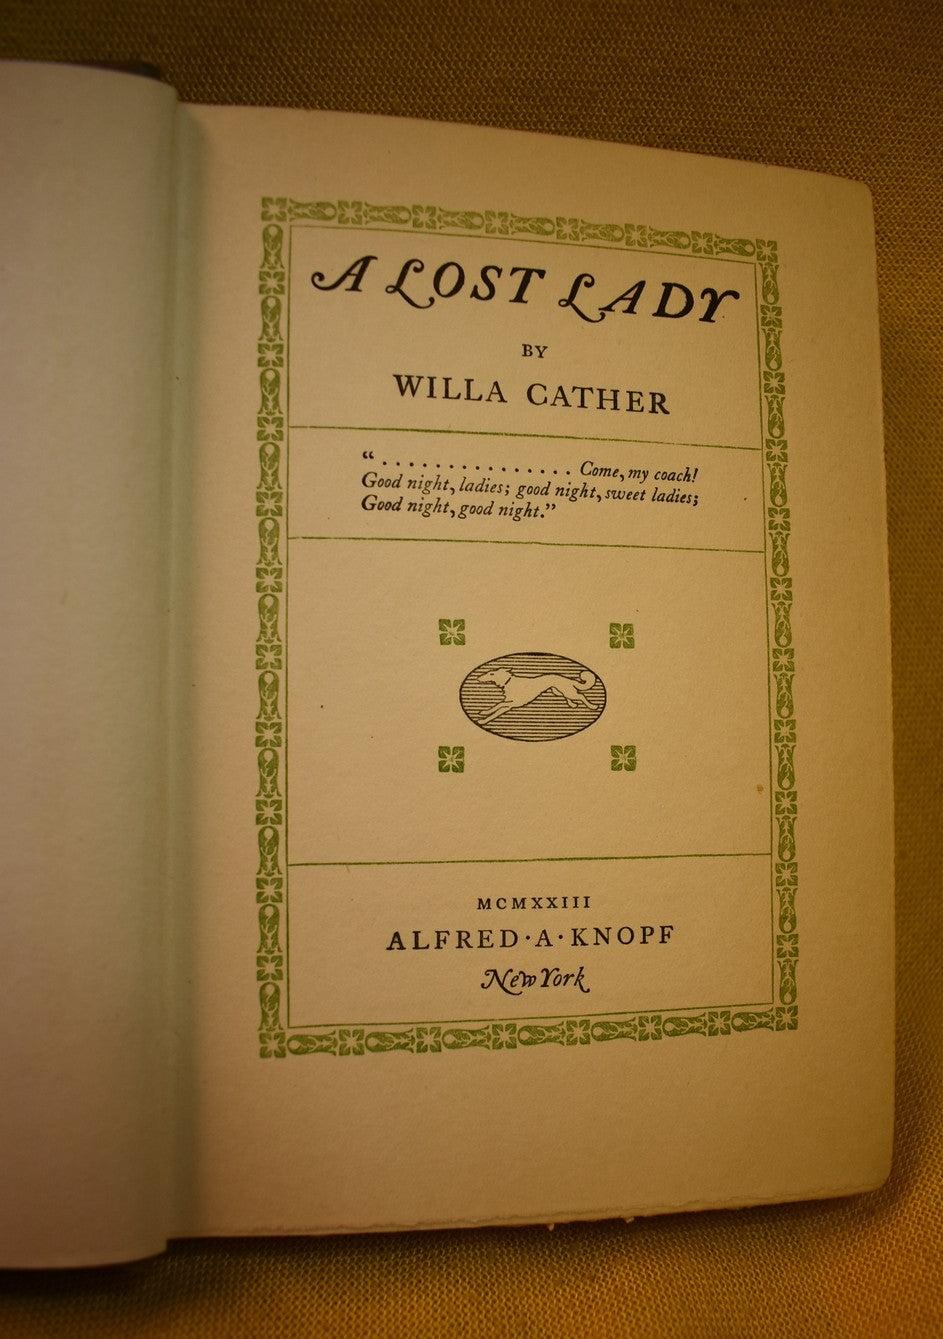 A LOST LADY
BY
WILLA CATHER
“ . . . . . . . . . . . . . . . Come, my coach!
Good night, ladies; good night, sweet ladies;
Good night, good night.”
MCMXXIII
ALFRED·A·KNOPF
New York